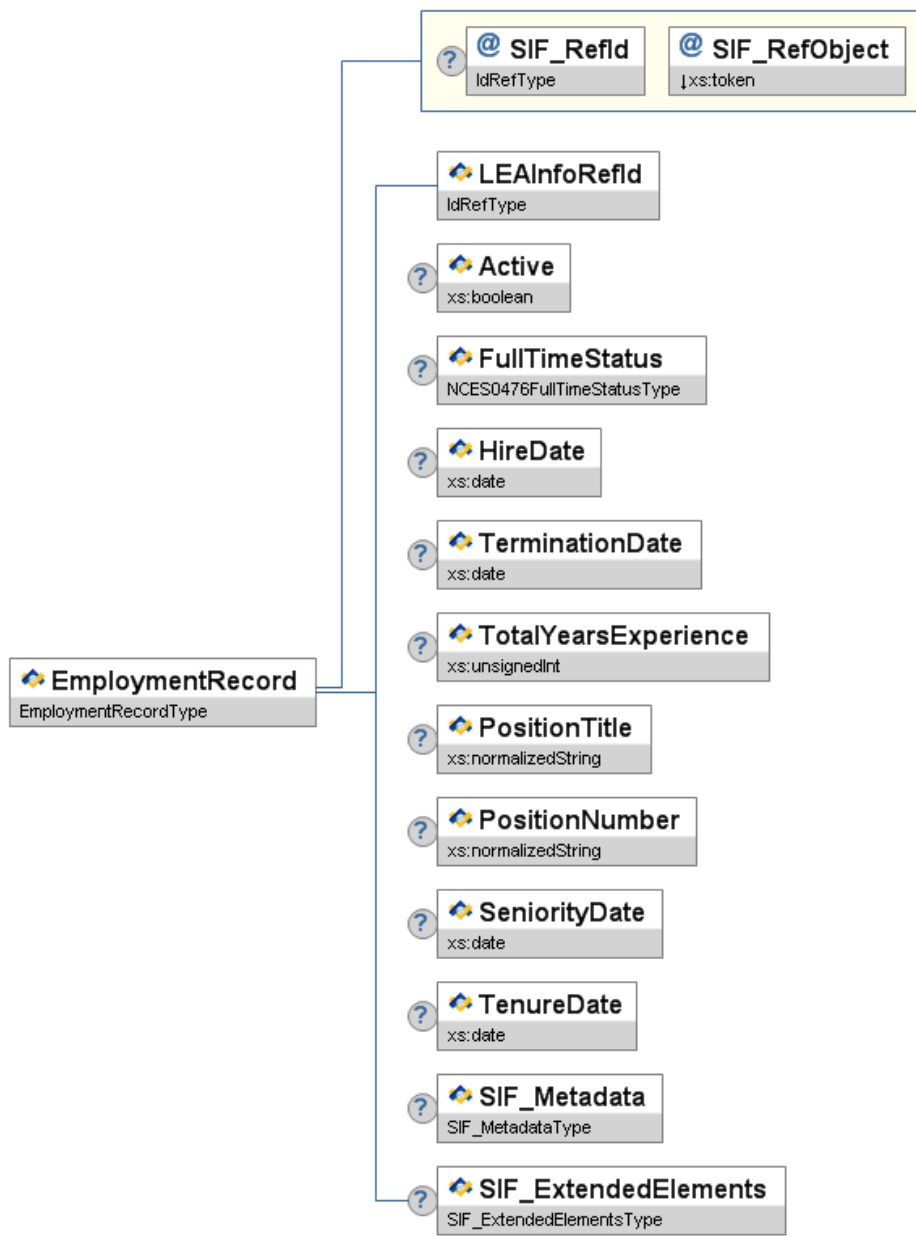 ? @ SIF_RefId @ SIF_RefObject
IdRefType ↓xs:token
LEAInfoRefId
IdRefType
? Active
xs:boolean
? FullTimeStatus
NCES0476FullTimeStatusType
? HireDate
xs:date
? TerminationDate
xs:date
? TotalYearsExperience
xs:unsignedInt
EmploymentRecord
EmploymentRecordType
? PositionTitle
xs:normalizedString
? PositionNumber
xs:normalizedString
? SeniorityDate
xs:date
? TenureDate
xs:date
? SIF_Metadata
SIF_MetadataType
? SIF_ExtendedElements
SIF_ExtendedElementsType